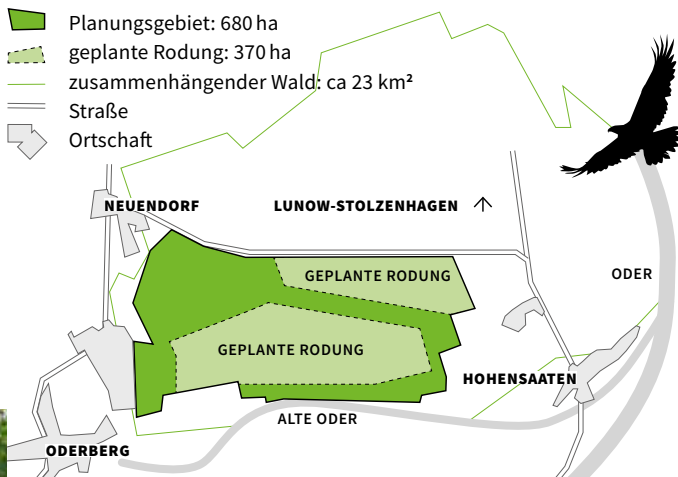 Planungsgebiet: 680 ha
geplante Rodung: 370 ha
zusammenhängender Wald: ca 23 km²
Straße
Ortschaft
NEUENDORF
LUNOW-STOLZENHAGEN
GEPLANTE RODUNG
ODER
GEPLANTE RODUNG
HOHENSAATEN
ALTE ODER
ODERBERG